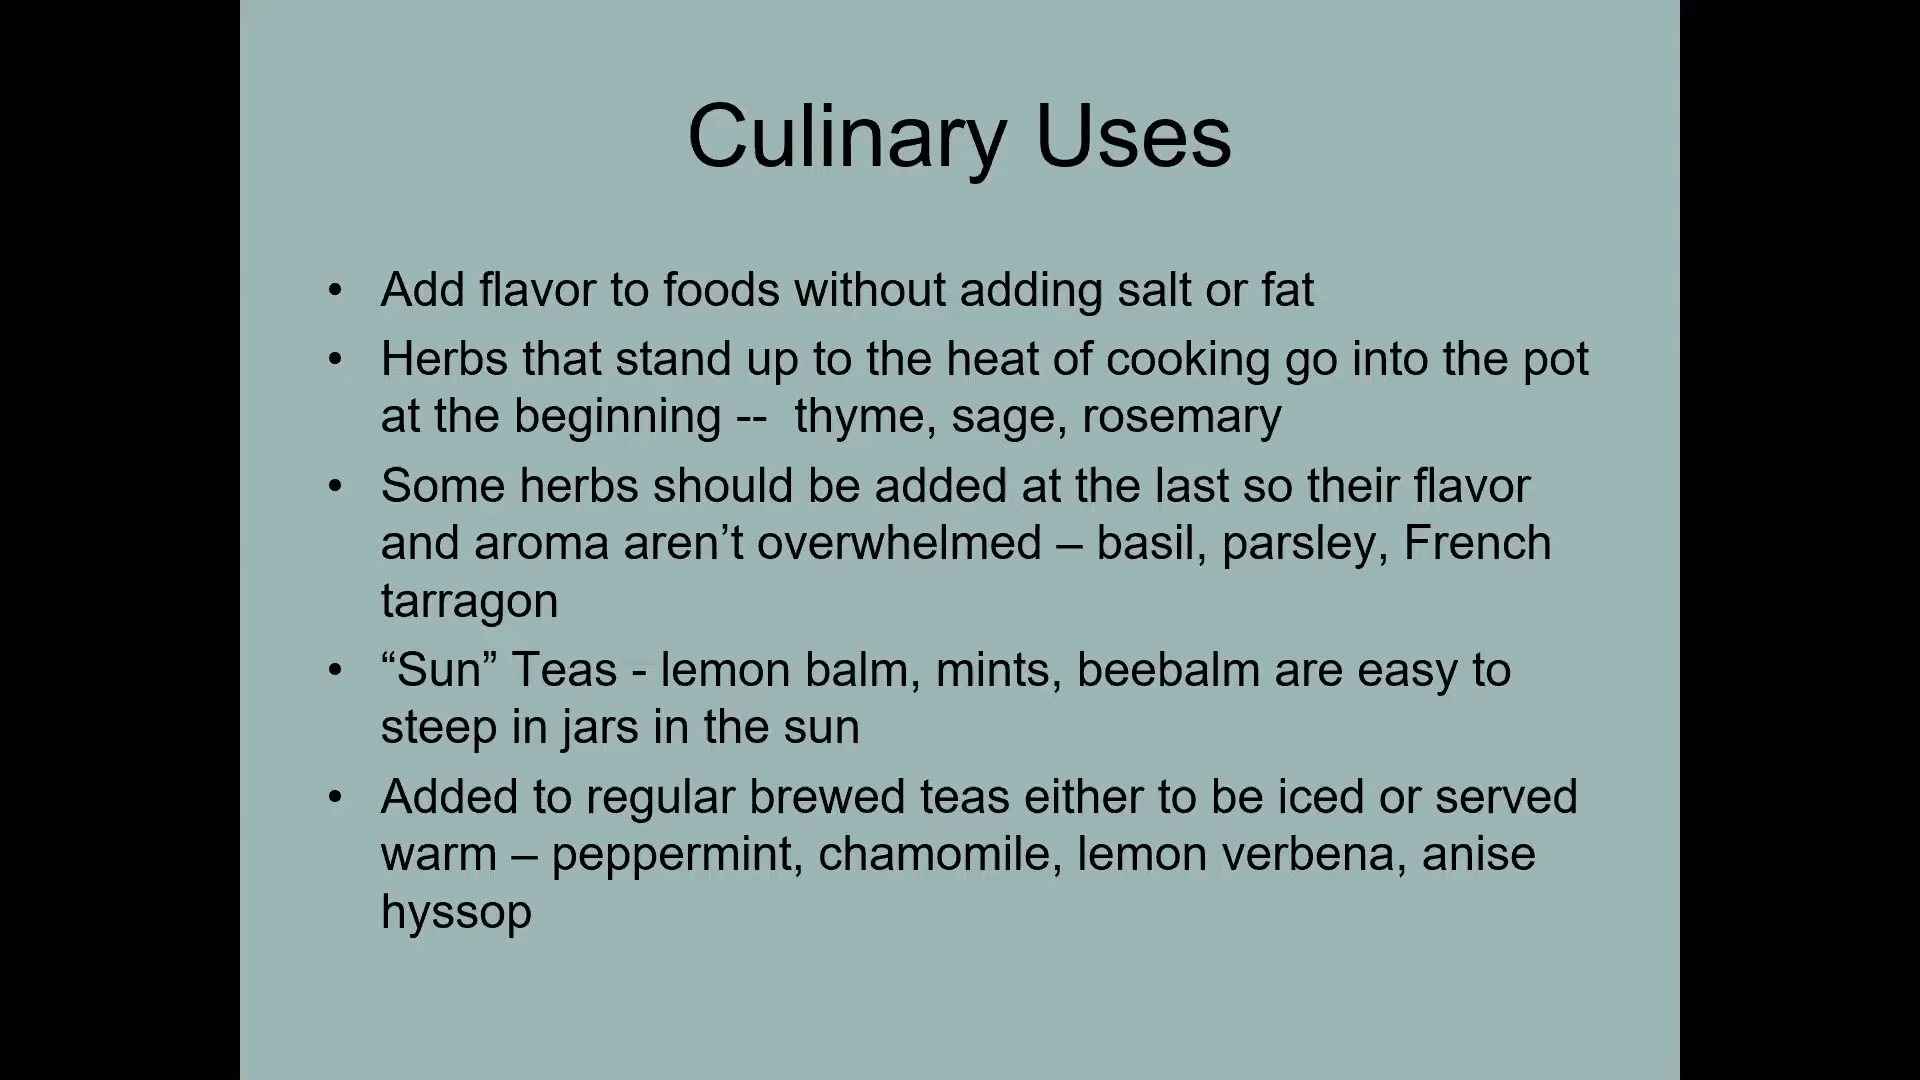 Culinary Uses
• Add flavor to foods without adding salt or fat
• Herbs that stand up to the heat of cooking go into the pot
at the beginning --  thyme, sage, rosemary
• Some herbs should be added at the last so their flavor
and aroma aren’t overwhelmed – basil, parsley, French
tarragon
• “Sun” Teas - lemon balm, mints, beebalm are easy to
steep in jars in the sun
• Added to regular brewed teas either to be iced or served
warm – peppermint, chamomile, lemon verbena, anise
hyssop